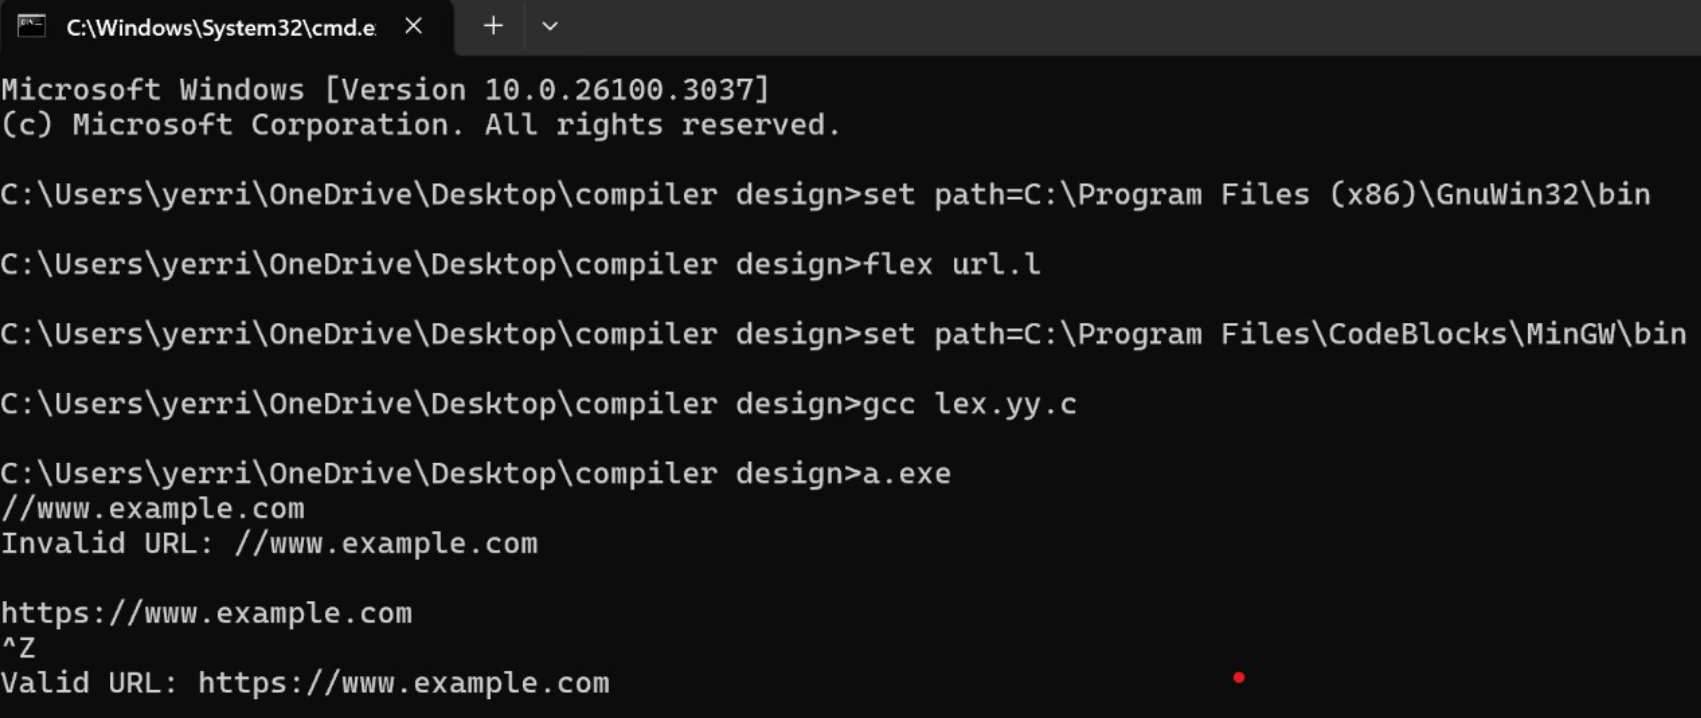 C:\Windows\System32\cmd.e
Microsoft Windows [Version 10.0.26100.3037]
(c) Microsoft Corporation. All rights reserved.
C:\Users\yerri\OneDrive\Desktop\compiler design>set path=C:\Program Files (x86)\GnuWin32\bin
C:\Users\yerri\OneDrive\Desktop\compiler design>flex url.l
C:\Users\yerri\OneDrive\Desktop\compiler design>set path=C:\Program Files\CodeBlocks\MinGW\bin
C:\Users\yerri\OneDrive\Desktop\compiler design>gcc lex.yy.c
C:\Users\yerri\OneDrive\Desktop\compiler design>a.exe
//www.example.com
Invalid URL: //www.example.com
https://www.example.com
^Z
Valid URL: https://www.example.com